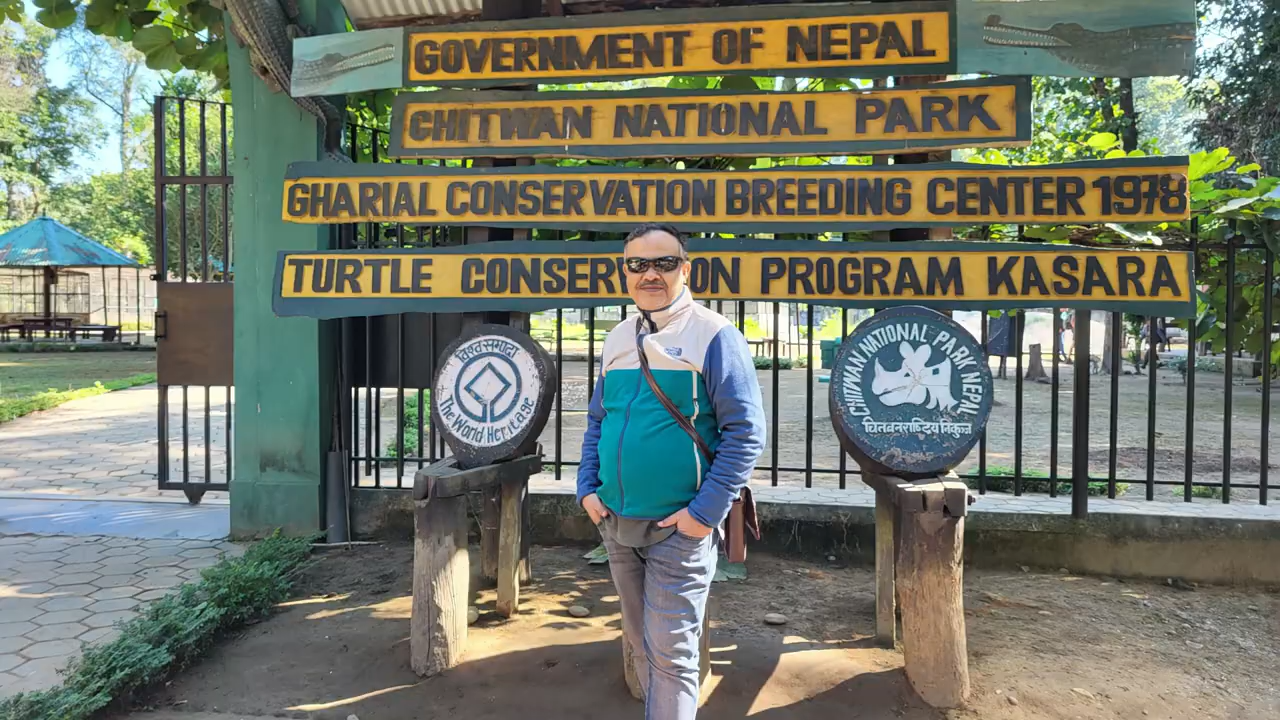 GOVERNMENT OF NEPAL
CHITWAN NATIONAL PARK
GHARIAL CONSERVATION BREEDING CENTER 1978
TURTLE CONSERV ON PROGRAM KASARA
विश्व सम्पदा
The World Heritage
CHITWAN NATIONAL PARK NEPAL
चितवन राष्ट्रिय निकुञ्ज